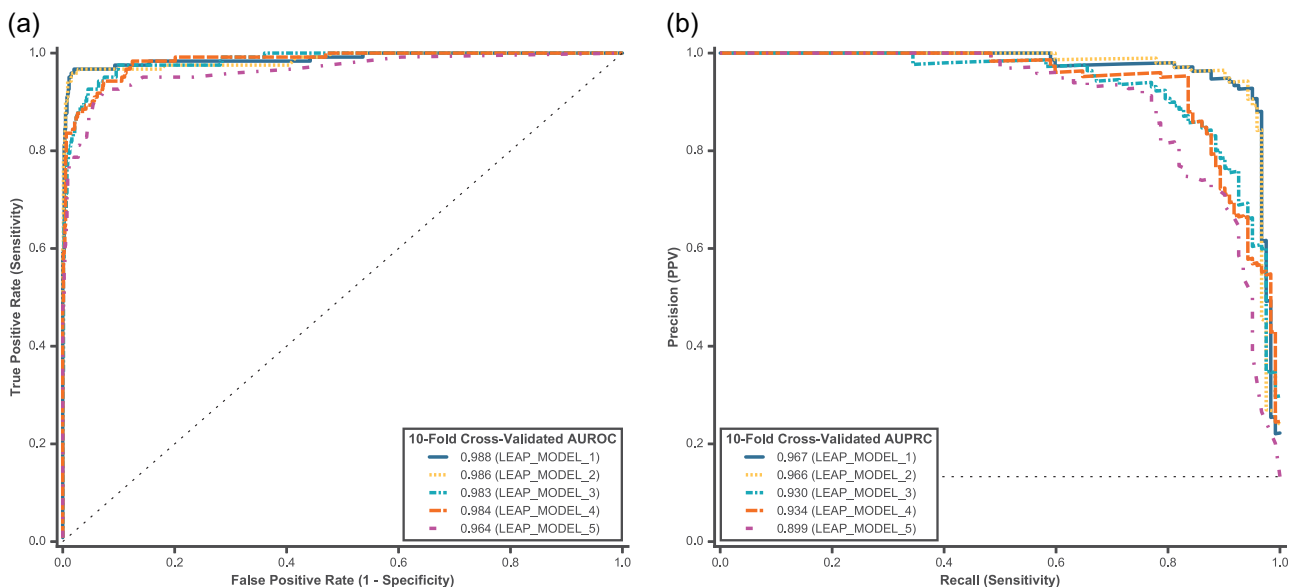 (a)
1.0
0.8
0.6
0.4
0.2
0.0
True Positive Rate (Sensitivity)
10-Fold Cross-Validated AUROC
0.988 (LEAP_MODEL_1)
0.986 (LEAP_MODEL_2)
0.983 (LEAP_MODEL_3)
0.984 (LEAP_MODEL_4)
0.964 (LEAP_MODEL_5)
0.0 0.2 0.4 0.6 0.8 1.0
False Positive Rate (1 - Specificity)
(b)
1.0
0.8
0.6
0.4
0.2
0.0
Precision (PPV)
10-Fold Cross-Validated AUPRC
0.967 (LEAP_MODEL_1)
0.966 (LEAP_MODEL_2)
0.930 (LEAP_MODEL_3)
0.934 (LEAP_MODEL_4)
0.899 (LEAP_MODEL_5)
0.0 0.2 0.4 0.6 0.8 1.0
Recall (Sensitivity)